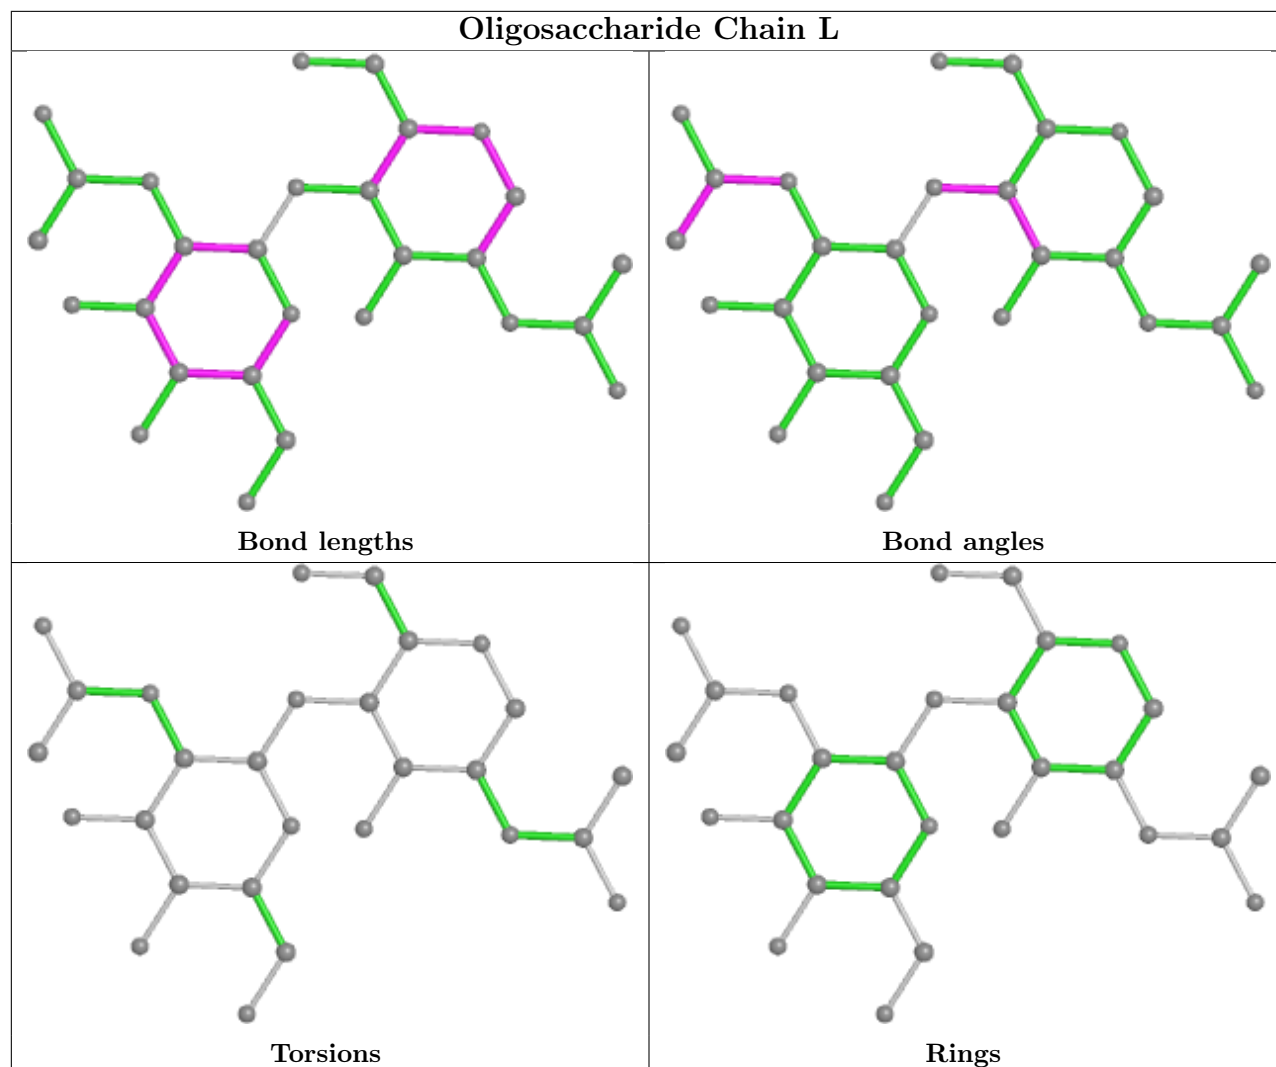 Oligosaccharide Chain L
Bond lengths
Bond angles
Torsions
Rings